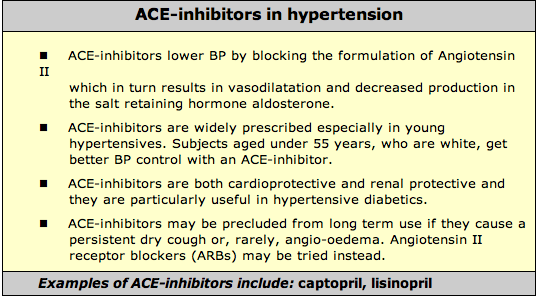 ACE-inhibitors in hypertension
■ ACE-inhibitors lower BP by blocking the formulation of Angiotensin
II
which in turn results in vasodilatation and decreased production in
the salt retaining hormone aldosterone.
■ ACE-inhibitors are widely prescribed especially in young
hypertensives. Subjects aged under 55 years, who are white, get
better BP control with an ACE-inhibitor.
■ ACE-inhibitors are both cardioprotective and renal protective and
they are particularly useful in hypertensive diabetics.
■ ACE-inhibitors may be precluded from long term use if they cause a
persistent dry cough or, rarely, angio-oedema. Angiotensin II
receptor blockers (ARBs) may be tried instead.
Examples of ACE-inhibitors include: captopril, lisinopril